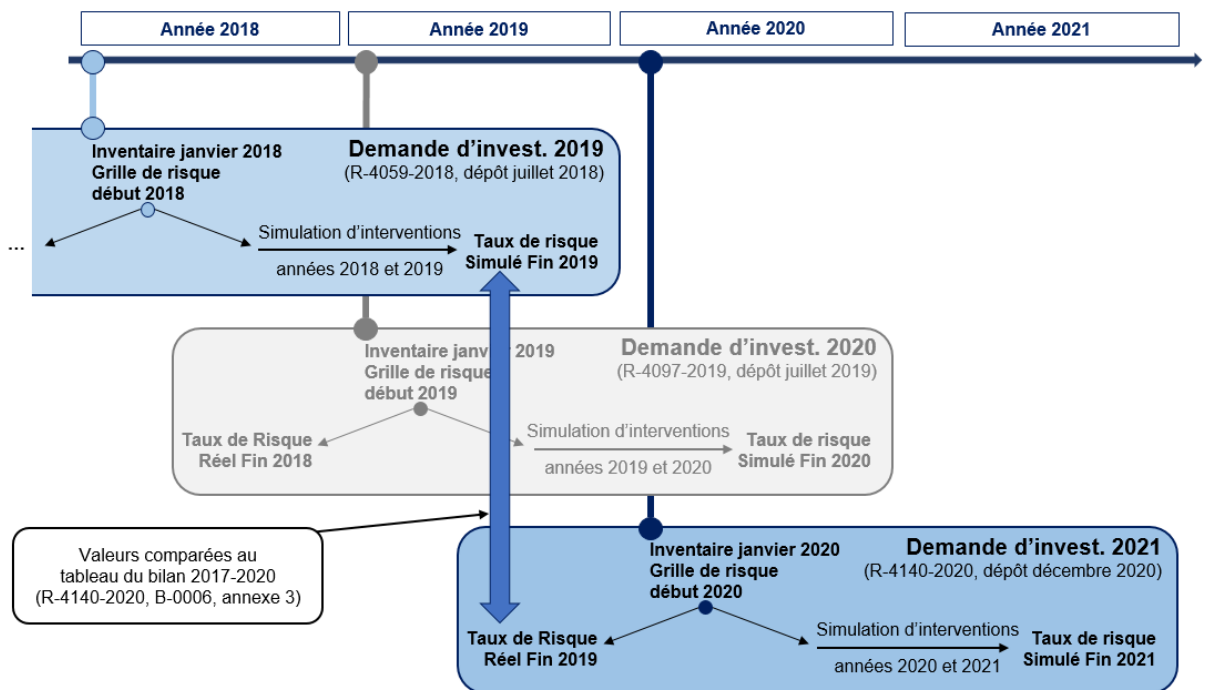 Année 2018
Année 2019
Année 2020
Année 2021
Inventaire janvier 2018
Grille de risque
début 2018
Demande d'invest. 2019
(R-4059-2018, dépôt juillet 2018)
...
Simulation d'interventions
années 2018 et 2019
Taux de risque
Simulé Fin 2019
Inventaire janvier 2019
Grille de risque
début 2019
Demande d'invest. 2020
(R-4097-2019, dépôt juillet 2019)
Taux de Risque
Réel Fin 2018
Simulation d'interventions
années 2019 et 2020
Taux de risque
Simulé Fin 2020
Valeurs comparées au
tableau du bilan 2017-2020
(R-4140-2020, B-0006, annexe 3)
Inventaire janvier 2020
Grille de risque
début 2020
Demande d'invest. 2021
(R-4140-2020, dépôt décembre 2020)
Taux de Risque
Réel Fin 2019
Simulation d'interventions
années 2020 et 2021
Taux de risque
Simulé Fin 2021